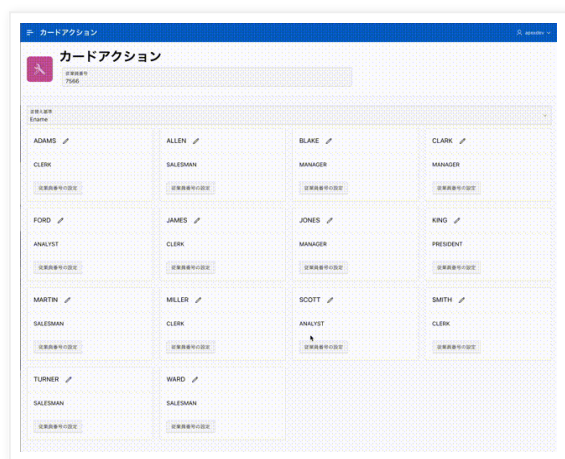 カードアクション
apexdev
カードアクション
従業員番号
7566
並替え基準
Ename
ADAMS ALLEN BLAKE CLARK
CLERK SALESMAN MANAGER MANAGER
従業員番号の設定 従業員番号の設定 従業員番号の設定 従業員番号の設定
FORD JAMES JONES KING
ANALYST CLERK MANAGER PRESIDENT
従業員番号の設定 従業員番号の設定 従業員番号の設定 従業員番号の設定
MARTIN MILLER SCOTT SMITH
SALESMAN CLERK ANALYST CLERK
従業員番号の設定 従業員番号の設定 従業員番号の設定 従業員番号の設定
TURNER WARD
SALESMAN SALESMAN
従業員番号の設定 従業員番号の設定